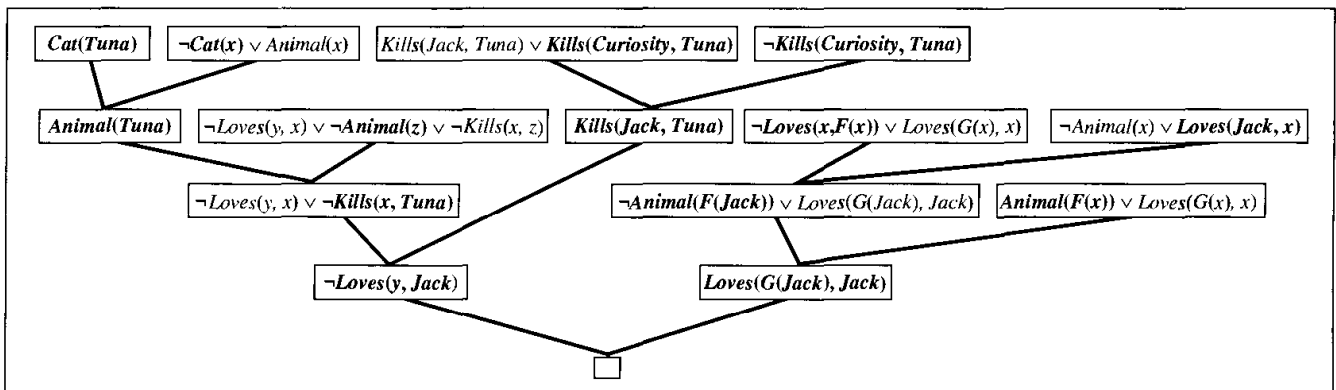 Cat(Tuna) ¬Cat(x) ∨ Animal(x) Kills(Jack, Tuna) ∨ Kills(Curiosity, Tuna) ¬Kills(Curiosity, Tuna)
Animal(Tuna) ¬Loves(y, x) ∨ ¬Animal(z) ∨ ¬Kills(x, z) Kills(Jack, Tuna) ¬Loves(x,F(x)) ∨ Loves(G(x), x) ¬Animal(x) ∨ Loves(Jack, x)
¬Loves(y, x) ∨ ¬Kills(x, Tuna) ¬Animal(F(Jack)) ∨ Loves(G(Jack), Jack) Animal(F(x)) ∨ Loves(G(x), x)
¬Loves(y, Jack) Loves(G(Jack), Jack)